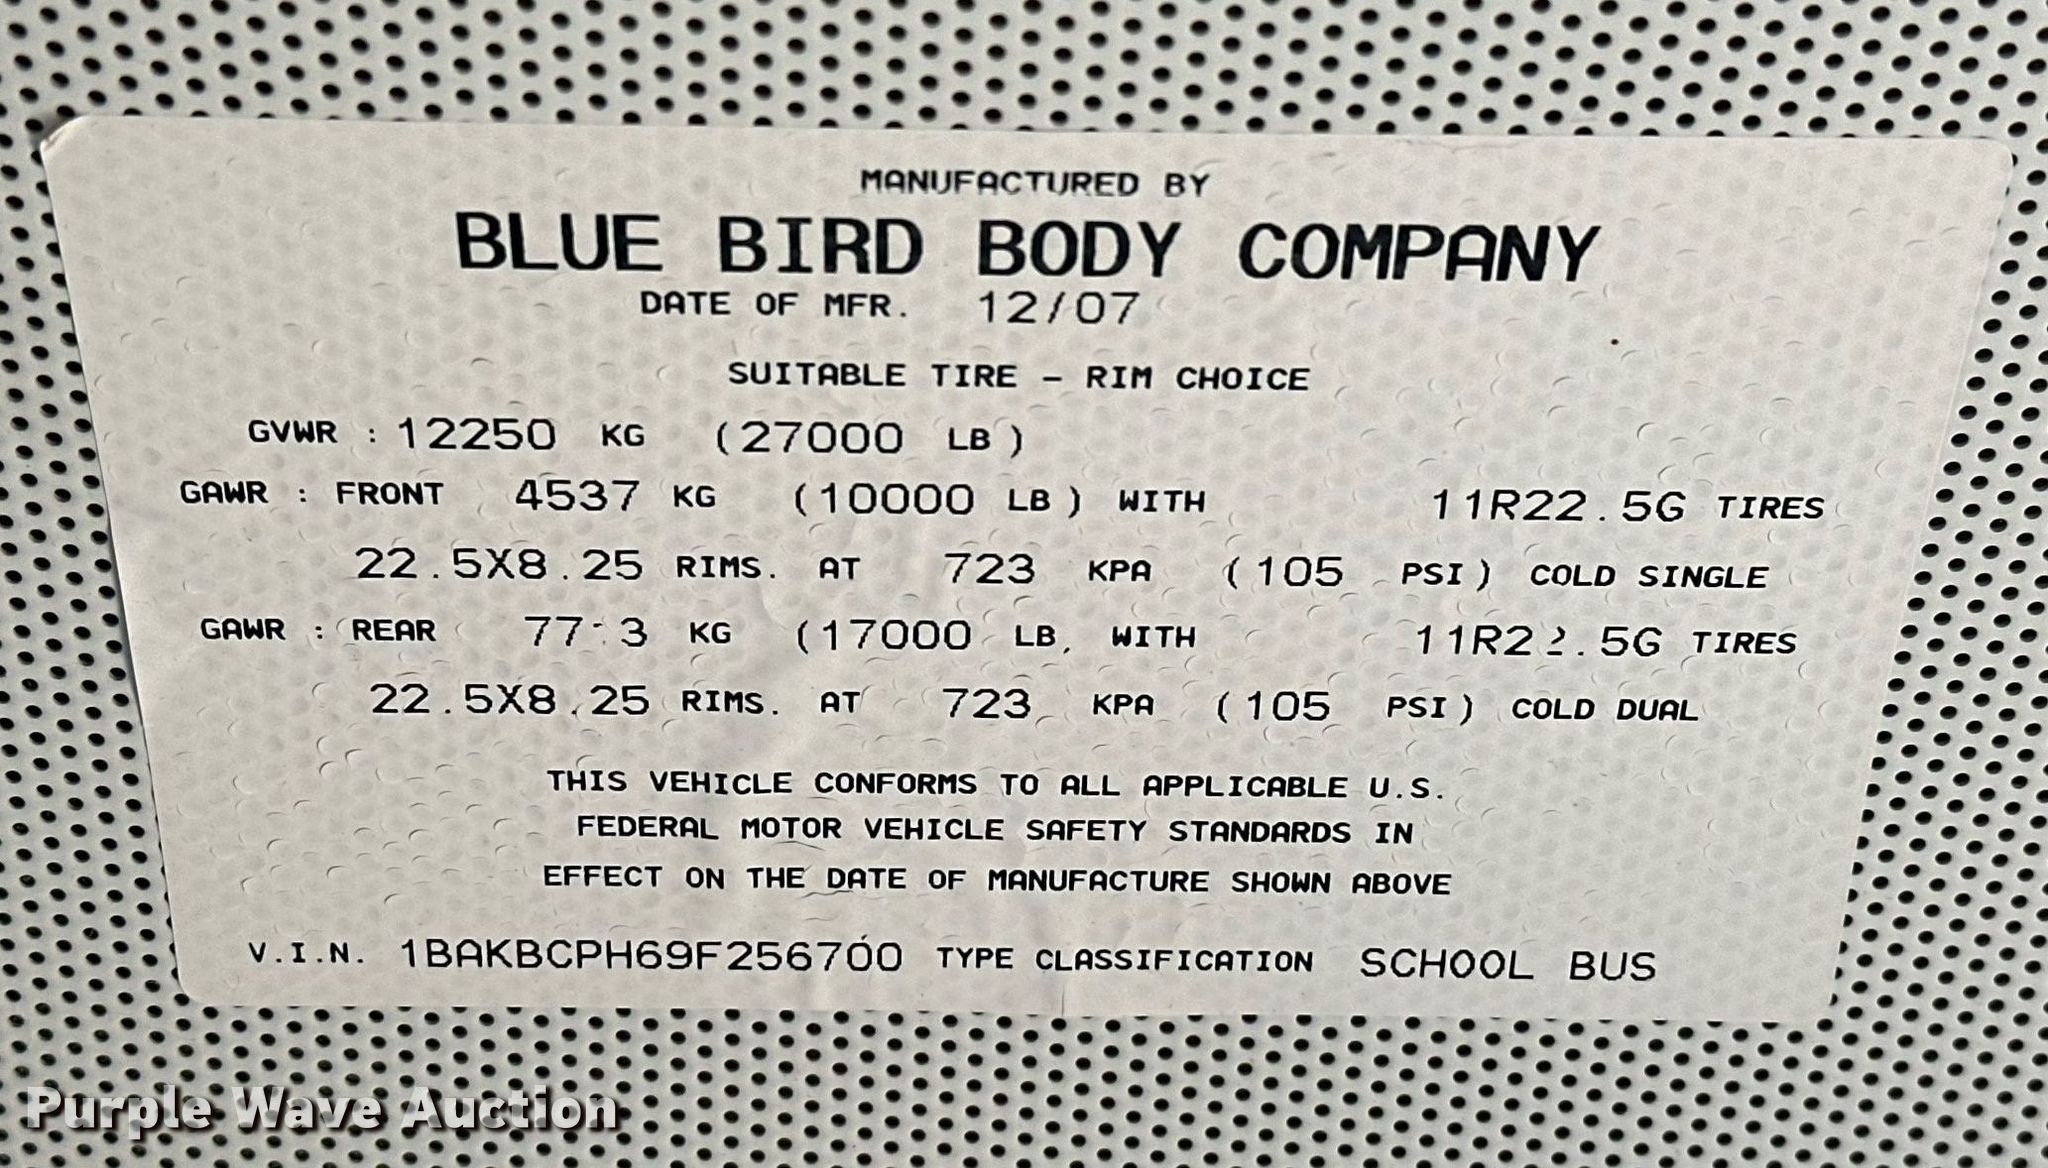 MANUFACTURED BY
BLUE BIRD BODY COMPANY
DATE OF MFR. 12/07
SUITABLE TIRE - RIM CHOICE
GVWR : 12250 KG (27000 LB)
GAWR : FRONT 4537 KG (10000 LB) WITH 11R22.5G TIRES
22.5X8.25 RIMS. AT 723 KPA (105 PSI) COLD SINGLE
GAWR : REAR KG (17000 LB) WITH 11R22.5G TIRES
22.5X8.25 RIMS. AT 723 KPA (105 PSI) COLD DUAL
THIS VEHICLE CONFORMS TO ALL APPLICABLE U.S.
FEDERAL MOTOR VEHICLE SAFETY STANDARDS IN
EFFECT ON THE DATE OF MANUFACTURE SHOWN ABOVE
V.I.N. 1BAKBCPH69F256700 TYPE CLASSIFICATION SCHOOL BUS
Purple Wave Auction